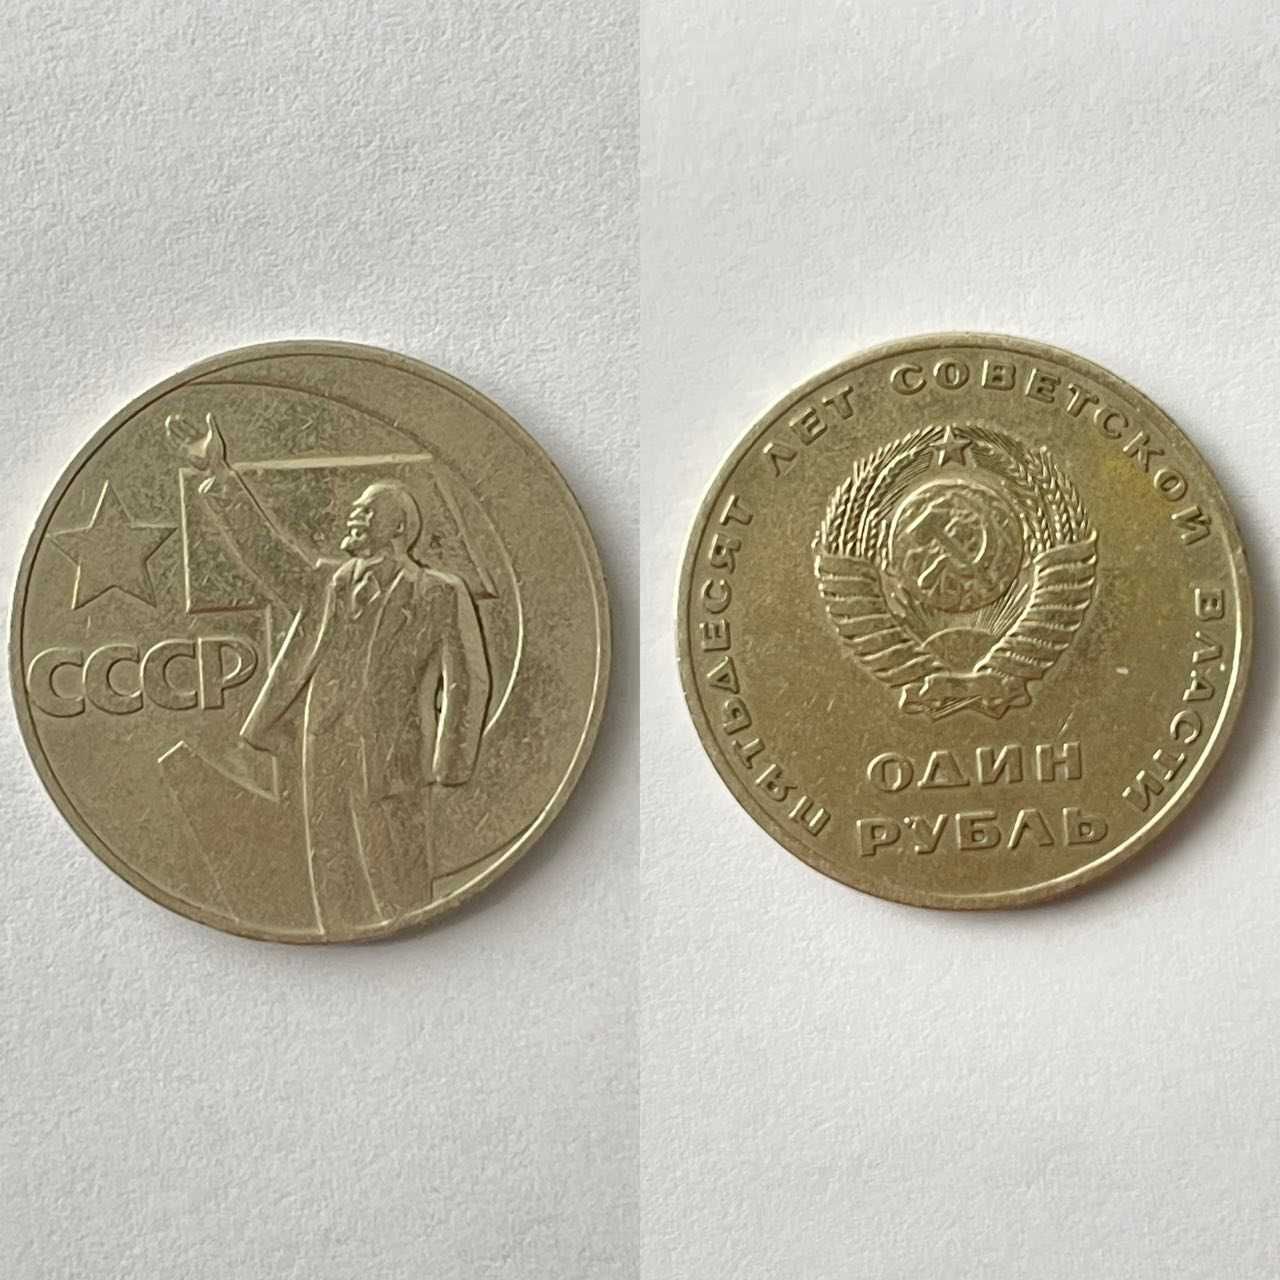 СССР
ПЯТЬДЕСЯТ ЛЕТ СОВЕТСКОЙ ВЛАСТИ
ОДИН
РУБЛЬ